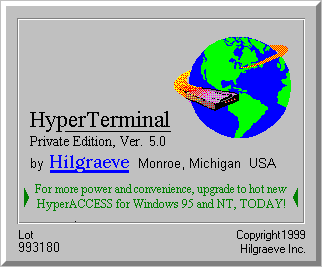 HyperTerminal
Private Edition, Ver. 5.0
by Hilgraeve Monroe, Michigan USA
For more power and convenience, upgrade to hot new
HyperACCESS for Windows 95 and NT, TODAY!
Lot
993180
Copyright1999
Hilgraeve Inc.